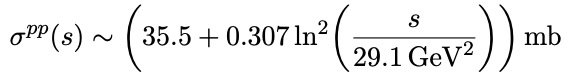 σ^{pp}(s) ∼ (35.5 + 0.307 ln²(s / 29.1 GeV²)) mb